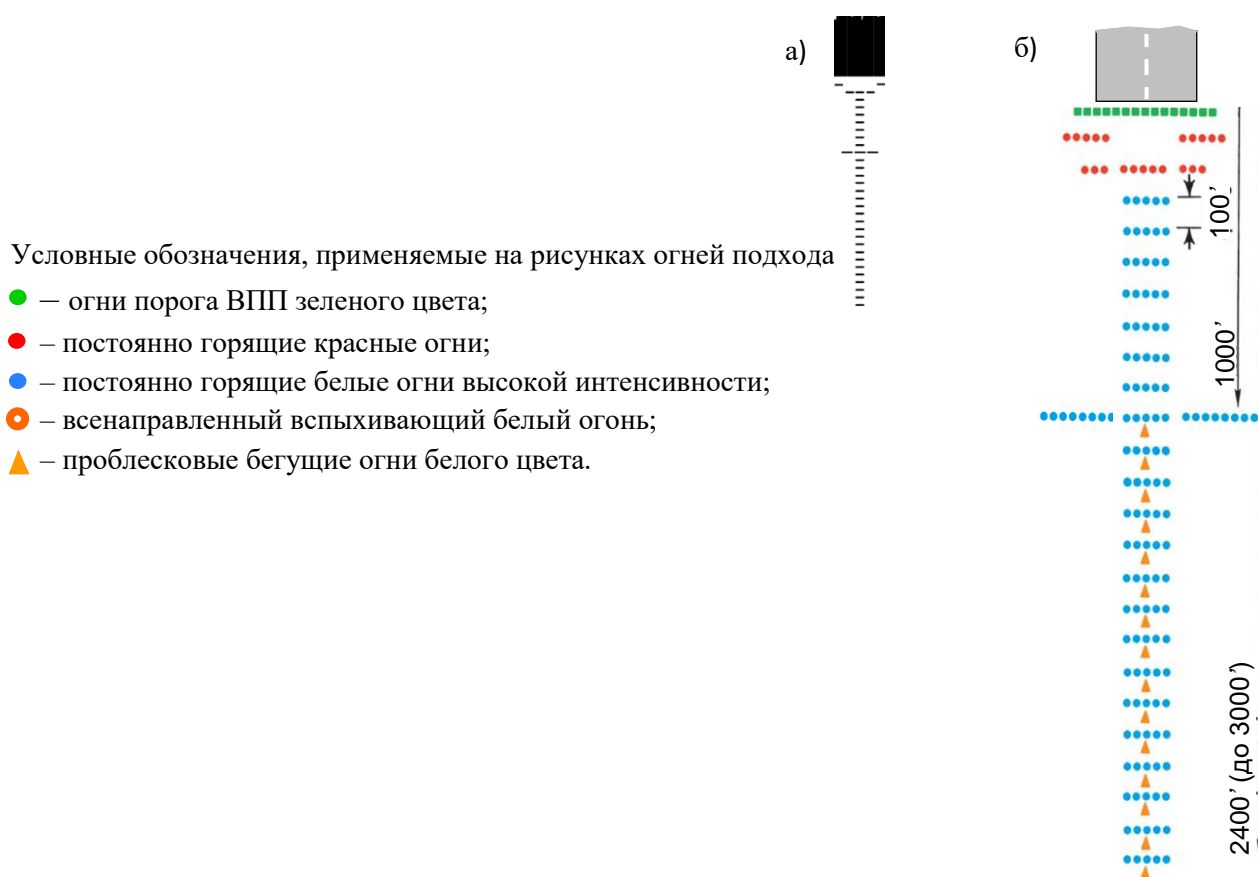 а)
б)
Условные обозначения, применяемые на рисунках огней подхода
– огни порога ВПП зеленого цвета;
– постоянно горящие красные огни;
– постоянно горящие белые огни высокой интенсивности;
– всенаправленный вспыхивающий белый огонь;
– проблесковые бегущие огни белого цвета.
100’
1000’
2400’ (до 3000’)